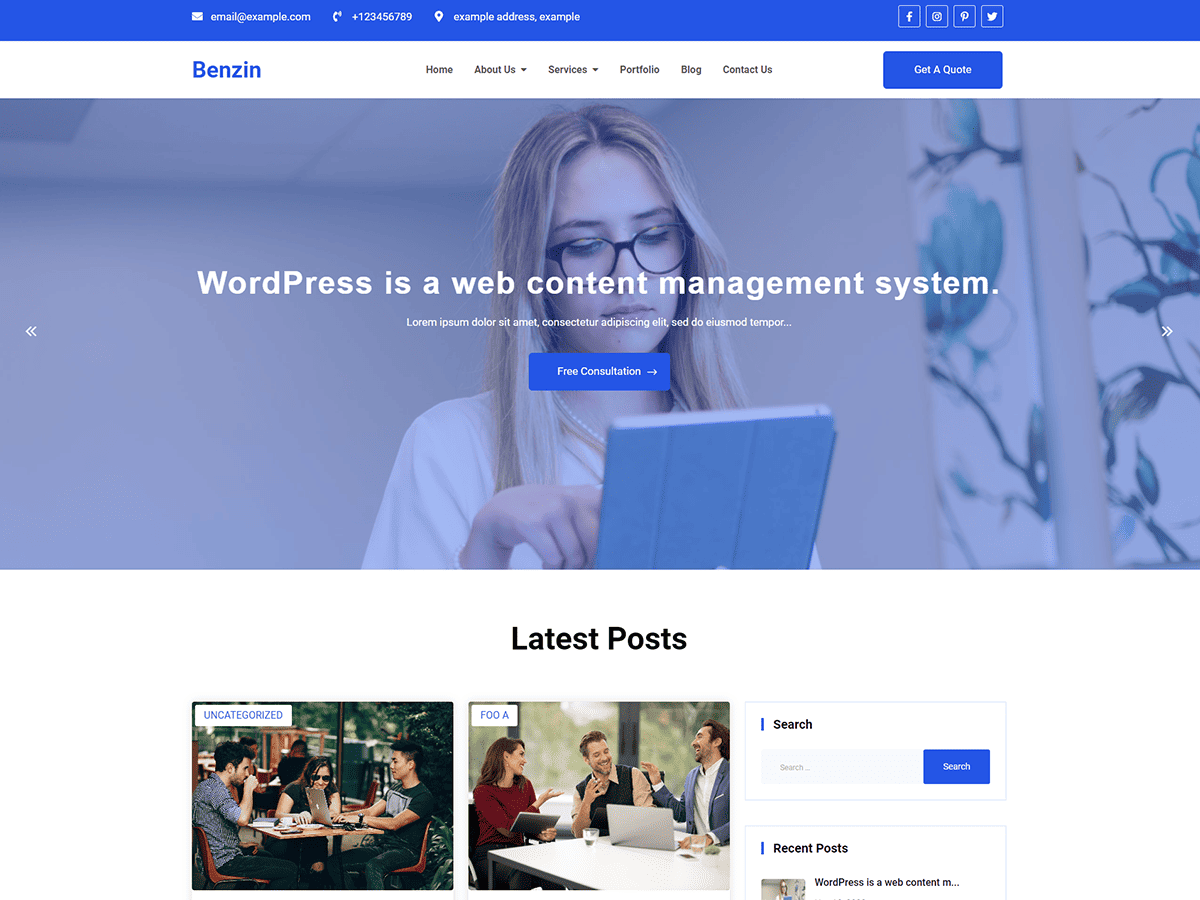 email@example.com +123456789 example address, example
Benzin
Home About Us Services Portfolio Blog Contact Us
Get A Quote
WordPress is a web content management system.
Lorem ipsum dolor sit amet, consectetur adipiscing elit, sed do eiusmod tempor...
Free Consultation →
Latest Posts
UNCATEGORIZED
FOO A
Search
Search ...
Search
Recent Posts
WordPress is a web content m...